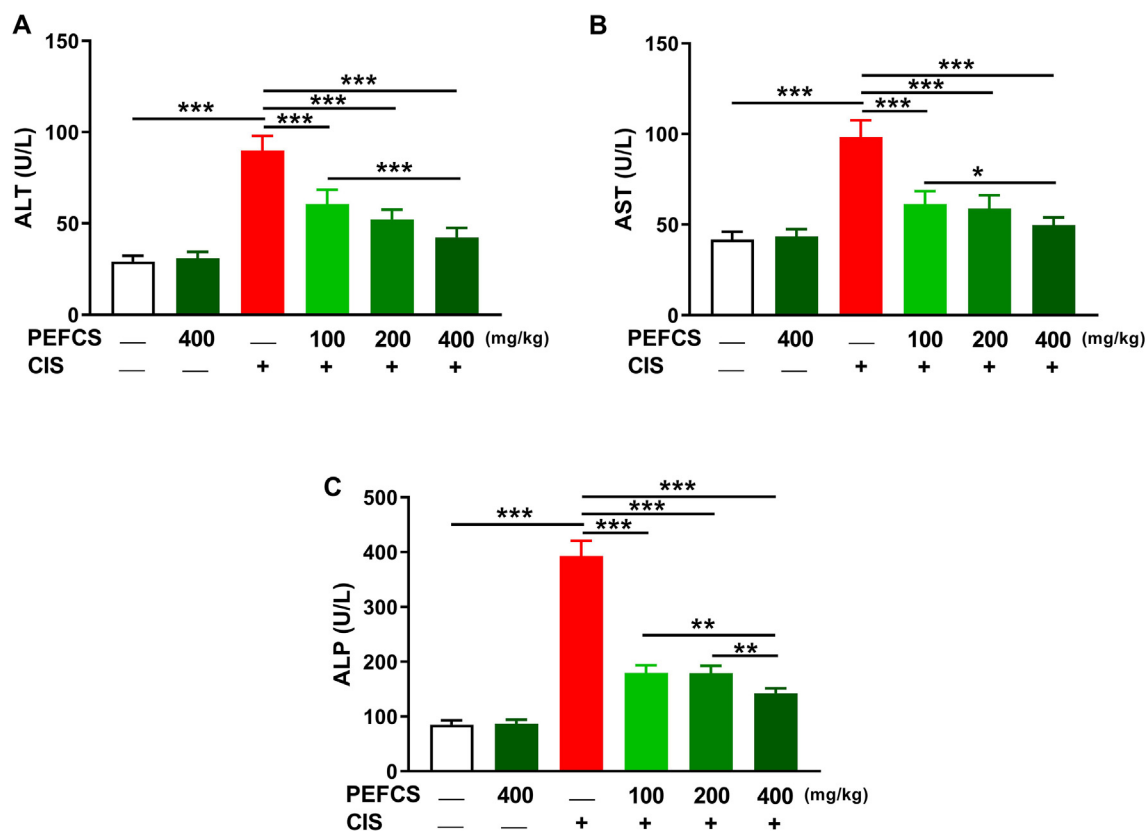 A
ALT (U/L)
150
100
50
0
***
***
***
***
***
PEFCS — 400 — 100 200 400 (mg/kg)
CIS — — + + + +
B
AST (U/L)
150
100
50
0
***
***
***
***
*
PEFCS — 400 — 100 200 400 (mg/kg)
CIS — — + + + +
C
ALP (U/L)
500
400
300
200
100
0
***
***
***
***
**
**
PEFCS — 400 — 100 200 400 (mg/kg)
CIS — — + + + +